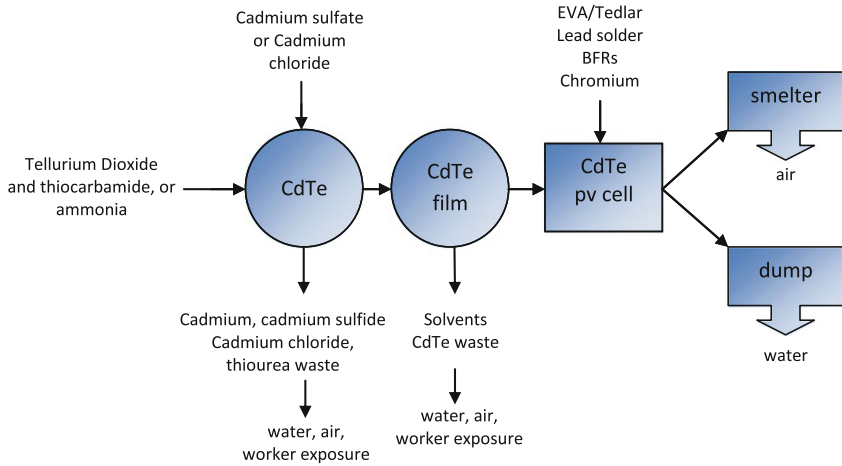 Cadmium sulfate
or Cadmium
chloride
EVA/Tedlar
Lead solder
BFRs
Chromium
smelter
air
Tellurium Dioxide
and thiocarbamide, or
ammonia
CdTe
CdTe
film
CdTe
pv cell
dump
water
Cadmium, cadmium sulfide
Cadmium chloride,
thiourea waste
Solvents
CdTe waste
water, air,
worker exposure
water, air,
worker exposure